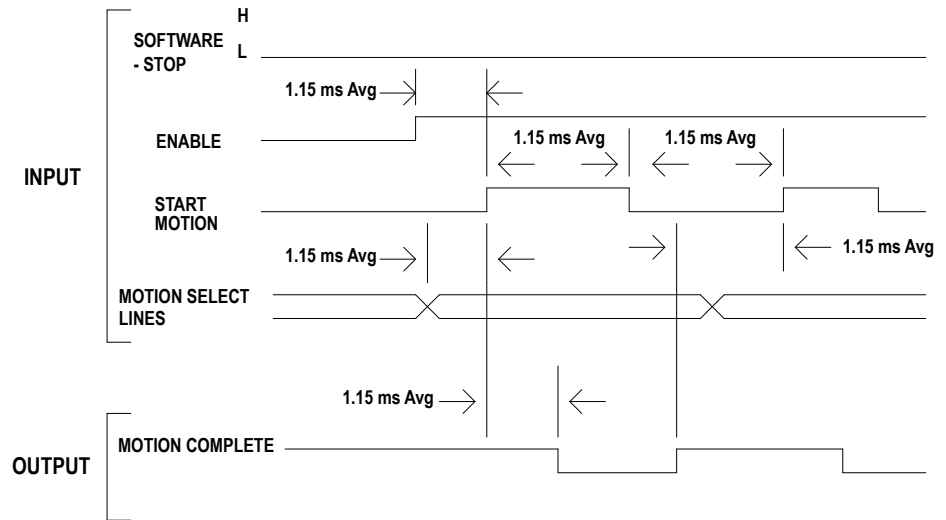 H
SOFTWARE
- STOP
L
1.15 ms Avg
ENABLE
1.15 ms Avg
1.15 ms Avg
INPUT
START
MOTION
1.15 ms Avg
1.15 ms Avg
MOTION SELECT
LINES
1.15 ms Avg
MOTION COMPLETE
OUTPUT